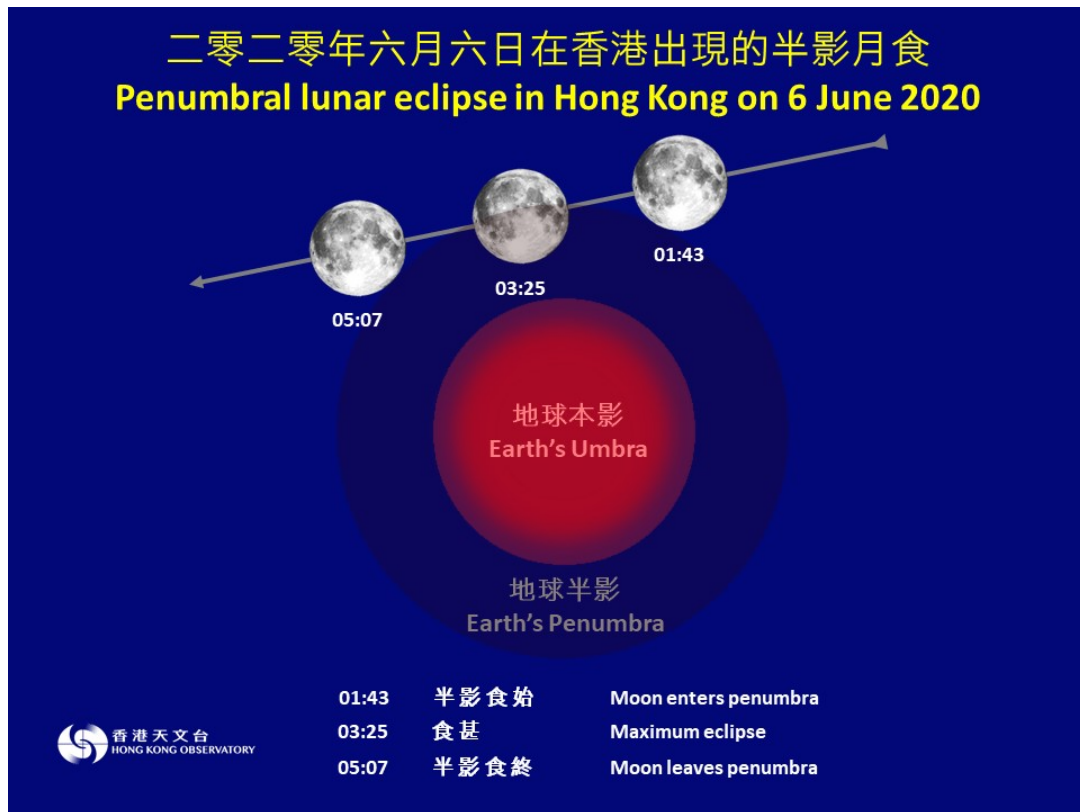 二零二零年六月六日在香港出現的半影月食
Penumbral lunar eclipse in Hong Kong on 6 June 2020
01:43
03:25
05:07
地球本影
Earth's Umbra
地球半影
Earth's Penumbra
01:43 半影食始 Moon enters penumbra
03:25 食甚 Maximum eclipse
05:07 半影食終 Moon leaves penumbra
香港天文台
HONG KONG OBSERVATORY